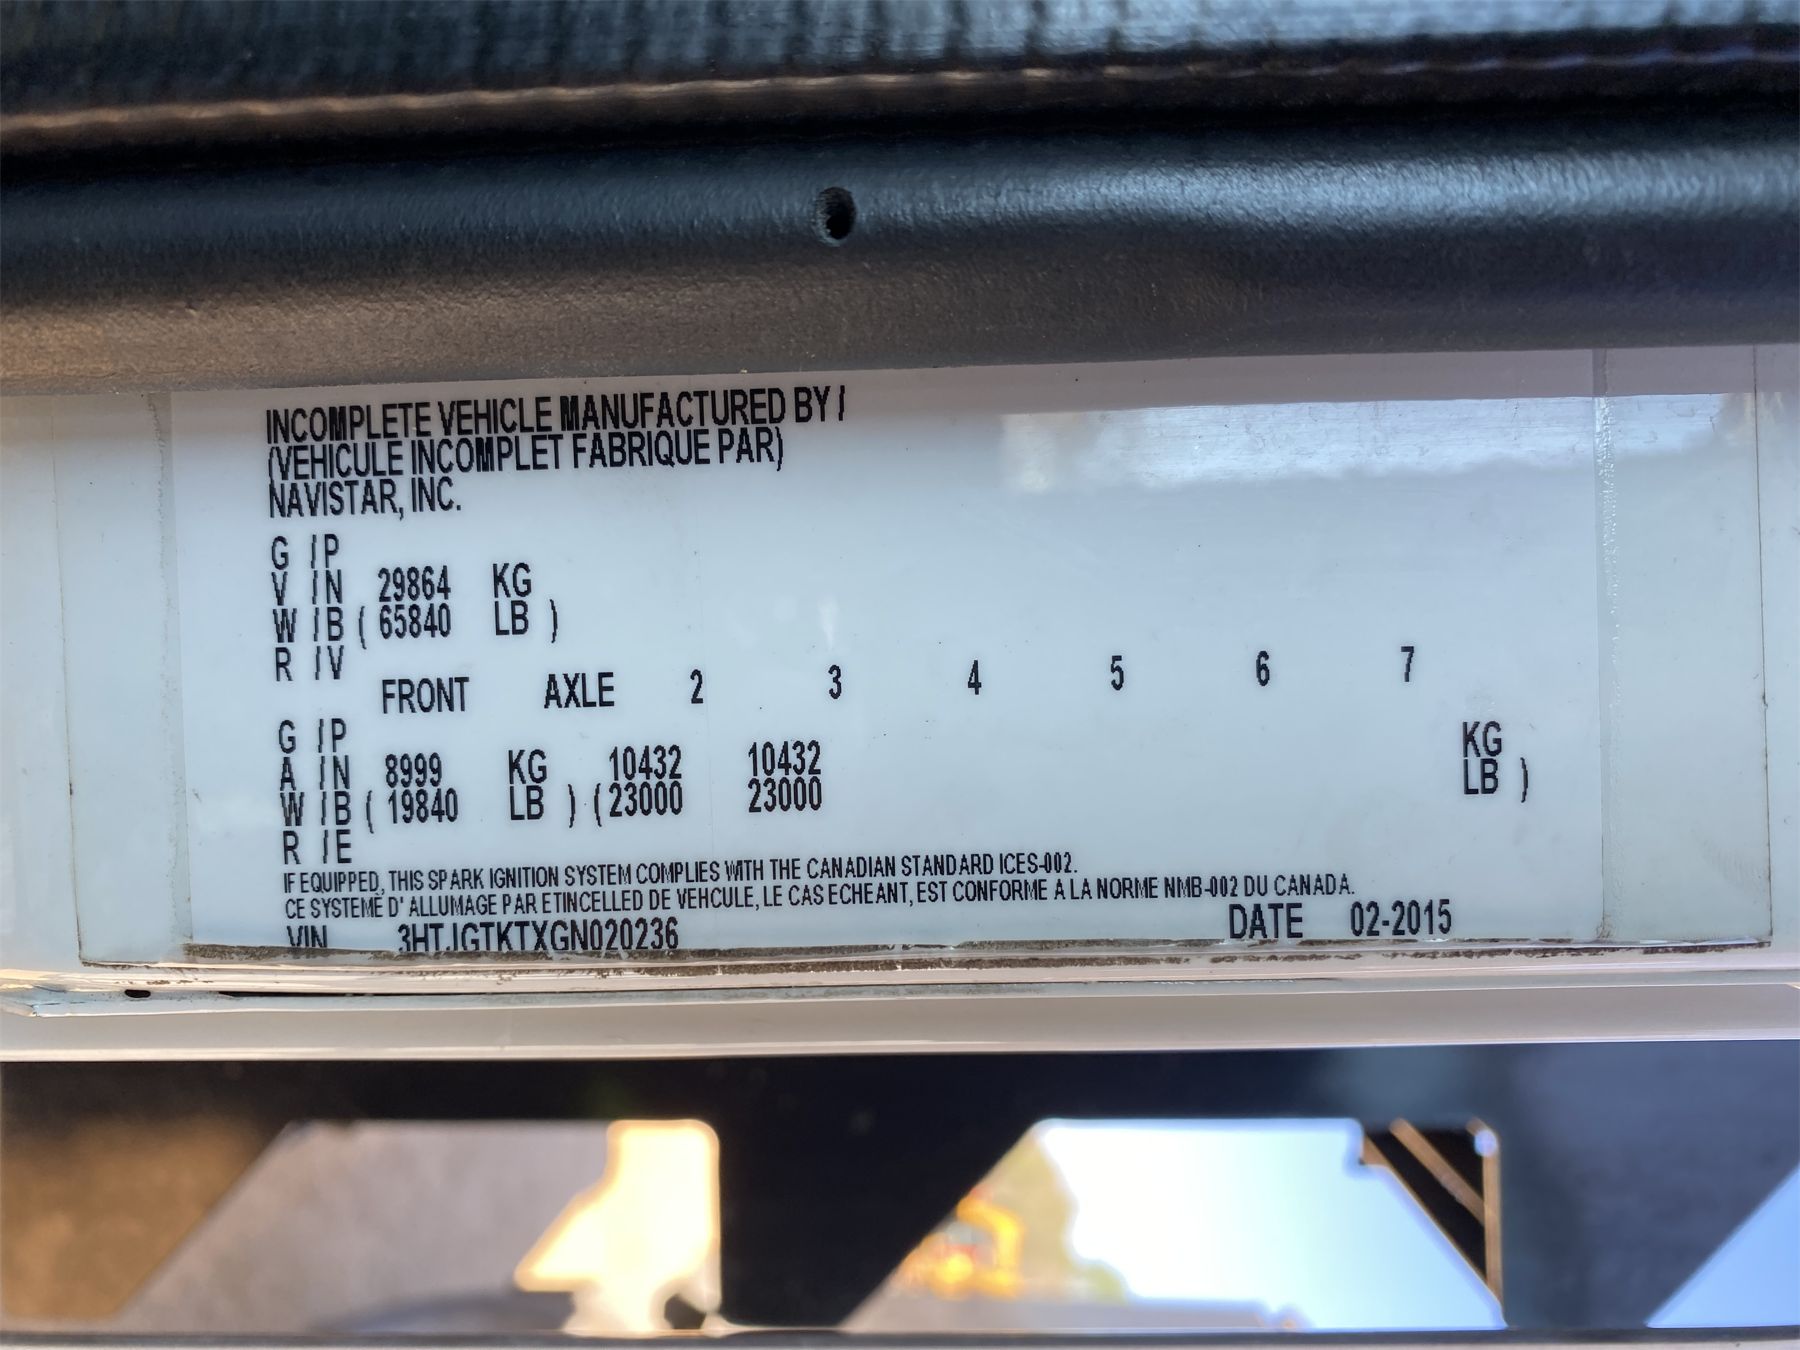 INCOMPLETE VEHICLE MANUFACTURED BY /
(VEHICULE INCOMPLET FABRIQUE PAR)
NAVISTAR, INC.
G / P
V / N 29864 KG
W / B ( 65840 LB )
R / V
FRONT AXLE 2 3 4 5 6 7
G / P
A / N 8999 KG 10432 10432 KG
W / B ( 19840 LB ) ( 23000 23000 LB )
R / E
IF EQUIPPED, THIS SPARK IGNITION SYSTEM COMPLIES WITH THE CANADIAN STANDARD ICES-002.
CE SYSTEME D' ALLUMAGE PAR ETINCELLED DE VEHCULE, LE CAS ECHEANT, EST CONFORME A LA NORME NMB-002 DU CANADA.
VIN 3HTJGTKTXGN020236 DATE 02-2015